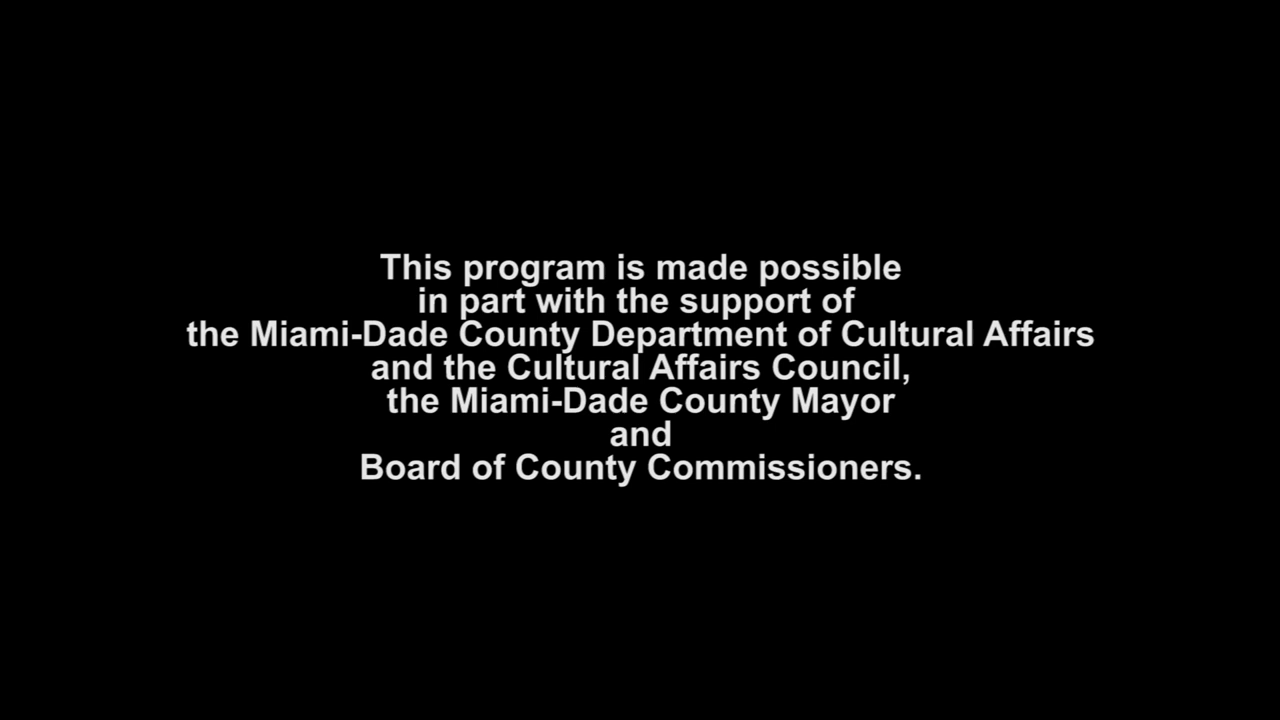 This program is made possible
in part with the support of
the Miami-Dade County Department of Cultural Affairs
and the Cultural Affairs Council,
the Miami-Dade County Mayor
and
Board of County Commissioners.